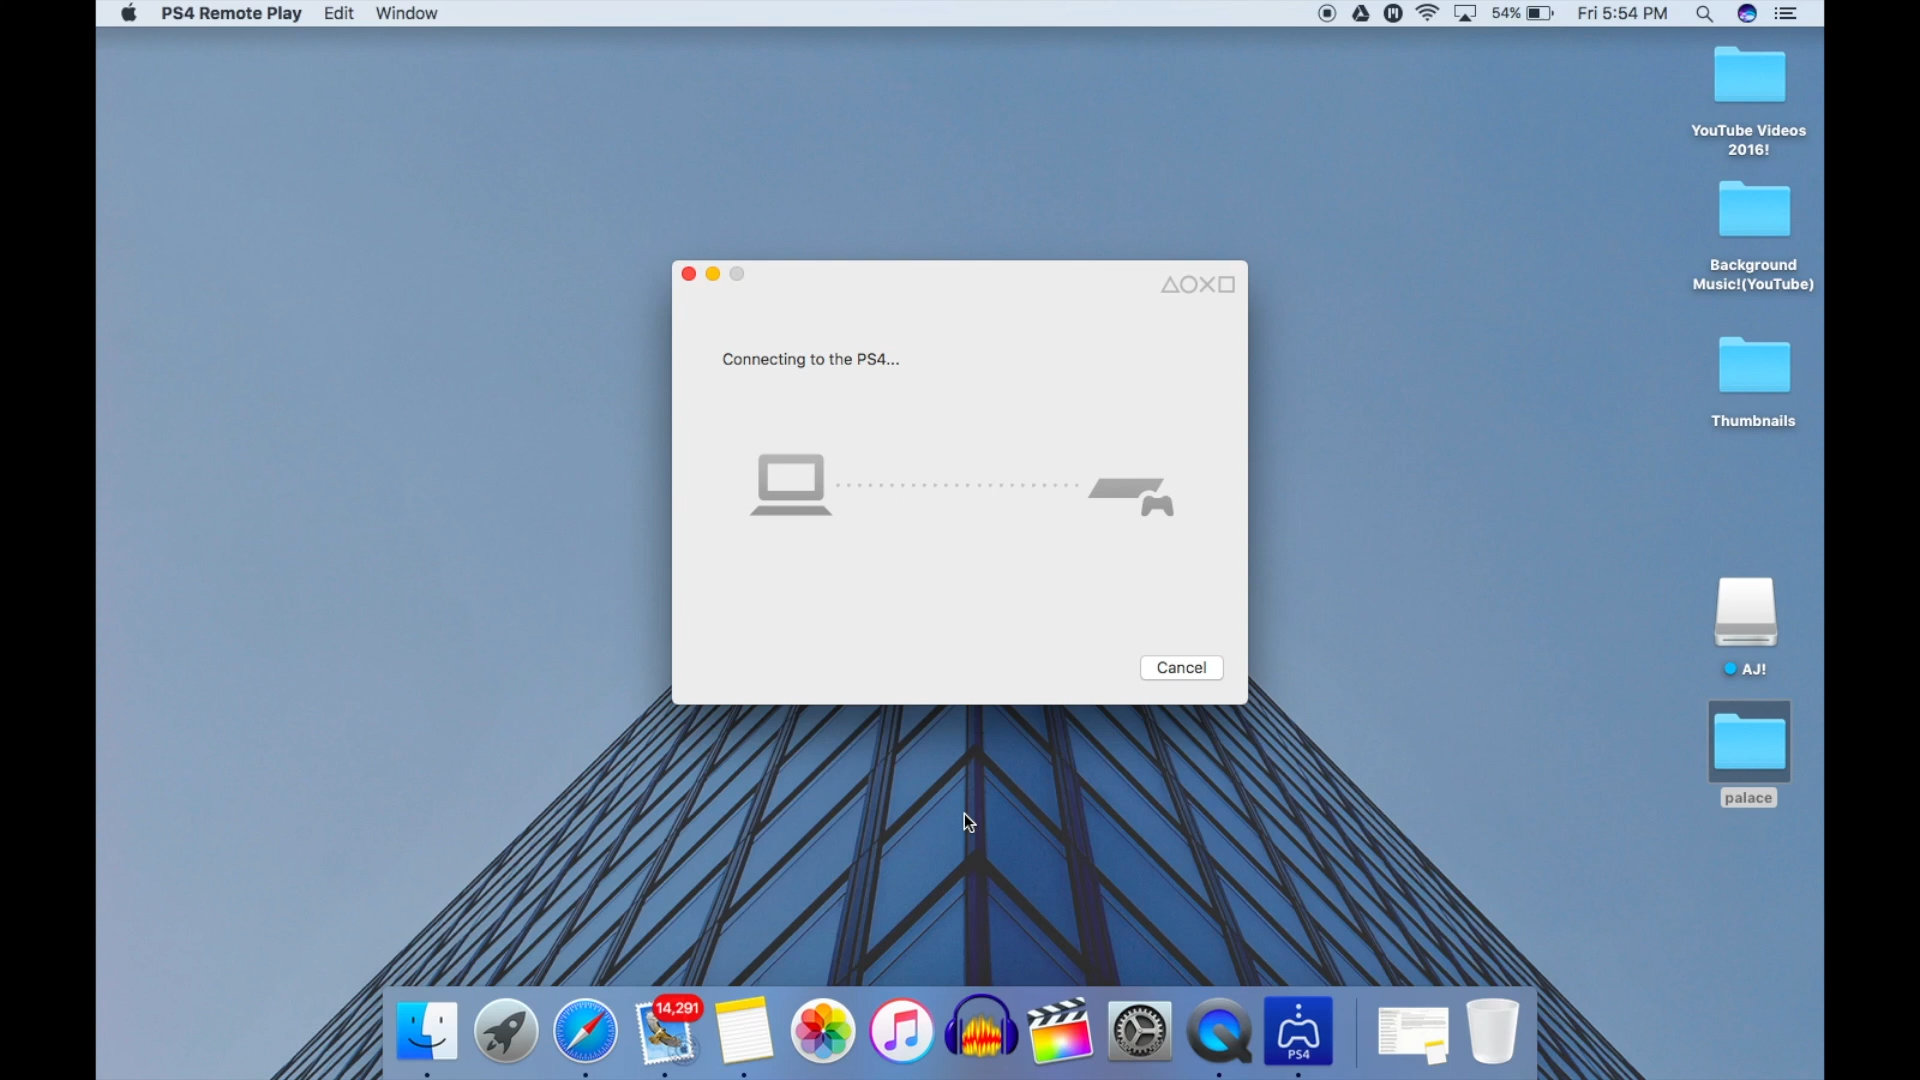 PS4 Remote Play Edit Window
54% Fri 5:54 PM
YouTube Videos
2016!
Background
Music!(YouTube)
Thumbnails
Connecting to the PS4...
Cancel
AJ!
palace
14,291
PS4